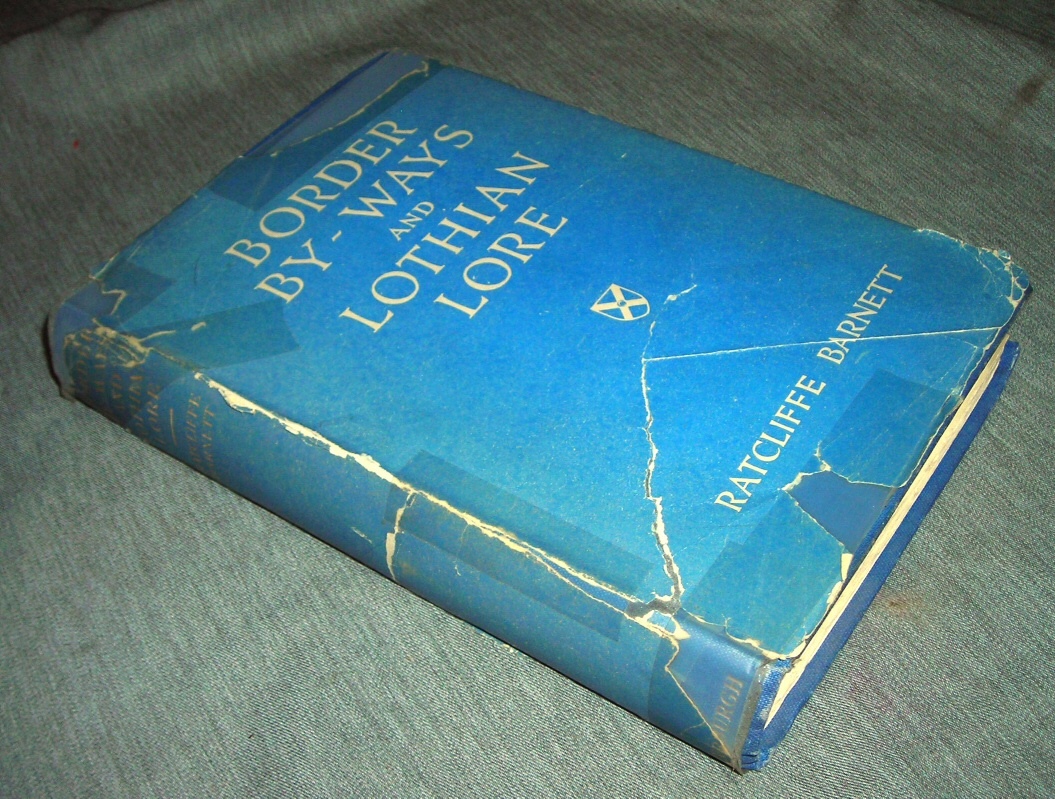 BORDER
BY-WAYS
AND
LOTHIAN
LORE
RATCLIFFE BARNETT